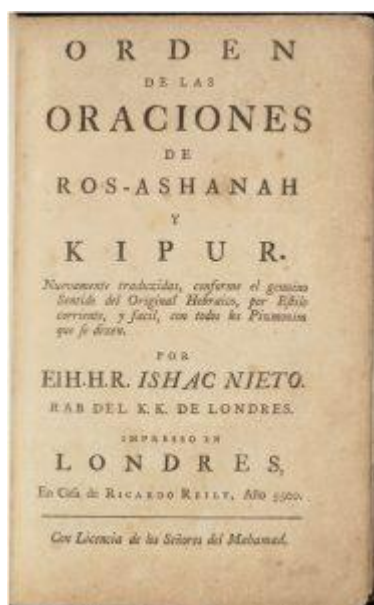 ORDEN
DE LAS
ORACIONES
DE
ROS-ASHANAH
Y
KIPUR.
Nuevamente traduzidas, conforme el genuino
Sentido del Original Hebraico, por Estilo
corriente, y facil, con todos los Pizmonim
que se dizen.
POR
El H.H.R. ISHAC NIETO.
RAB DEL K.K. DE LONDRES.
IMPRESSO EN
LONDRES,
En Casa de RICARDO REILY, Año 5500.
Con Licencia de los Señores del Mahamad.